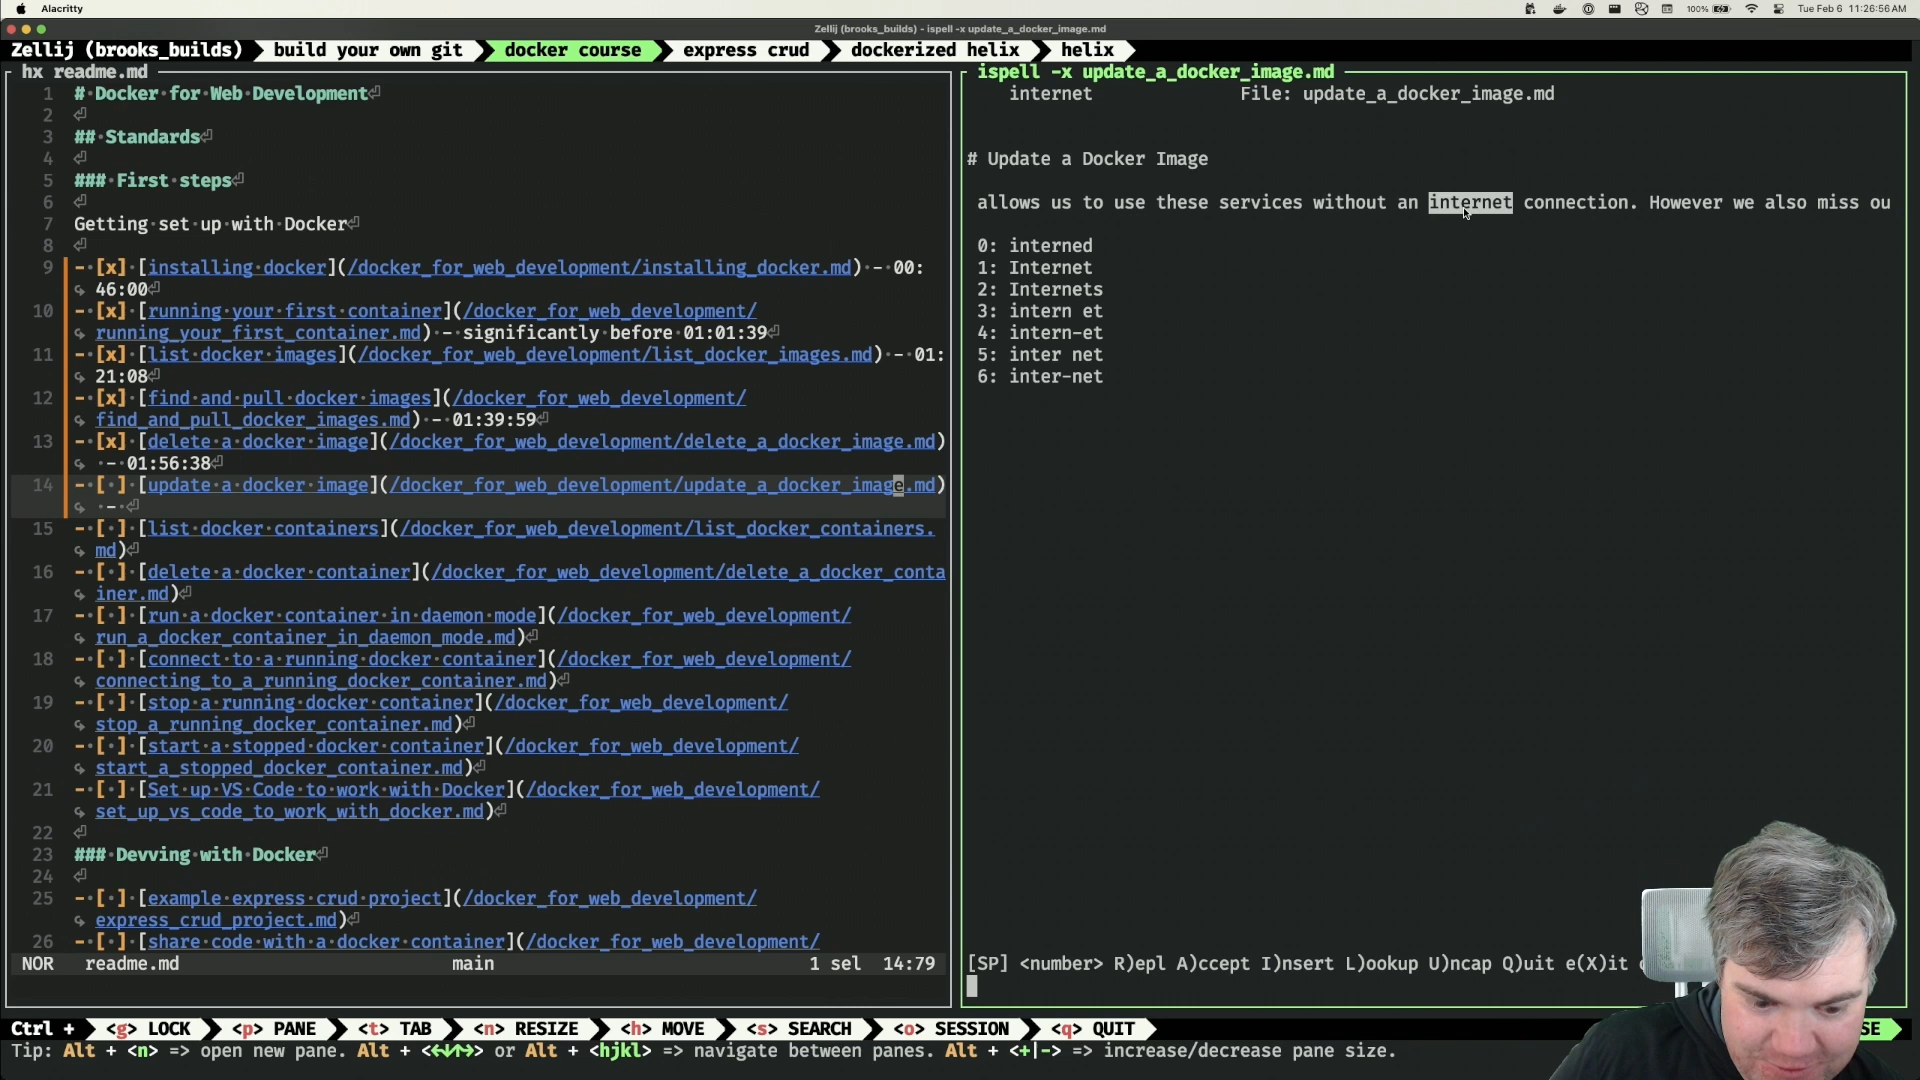 Alacritty
100%
Tue Feb 6 11:26:56 AM
Zellij (brooks_builds) - ispell -x update_a_docker_image.md
Zellij (brooks_builds) build your own git docker course express crud dockerized helix helix
hx readme.md
1 # Docker for Web Development
2
3 ## Standards
4
5 ### First steps
6
7 Getting set up with Docker
8
9 - [x] [installing docker](/docker_for_web_development/installing_docker.md) - 00:
46:00
10 - [x] [running your first container](/docker_for_web_development/
running_your_first_container.md) - significantly before 01:01:39
11 - [x] [list docker images](/docker_for_web_development/list_docker_images.md) - 01:
21:08
12 - [x] [find and pull docker images](/docker_for_web_development/
find_and_pull_docker_images.md) - 01:39:59
13 - [x] [delete a docker image](/docker_for_web_development/delete_a_docker_image.md)
- 01:56:38
14 - [ ] [update a docker image](/docker_for_web_development/update_a_docker_image.md)
-
15 - [ ] [list docker containers](/docker_for_web_development/list_docker_containers.
md)
16 - [ ] [delete a docker container](/docker_for_web_development/delete_a_docker_conta
iner.md)
17 - [ ] [run a docker container in daemon mode](/docker_for_web_development/
run_a_docker_container_in_daemon_mode.md)
18 - [ ] [connect to a running docker container](/docker_for_web_development/
connecting_to_a_running_docker_container.md)
19 - [ ] [stop a running docker container](/docker_for_web_development/
stop_a_running_docker_container.md)
20 - [ ] [start a stopped docker container](/docker_for_web_development/
start_a_stopped_docker_container.md)
21 - [ ] [Set up VS Code to work with Docker](/docker_for_web_development/
set_up_vs_code_to_work_with_docker.md)
22
23 ### Devving with Docker
24
25 - [ ] [example express crud project](/docker_for_web_development/
express_crud_project.md)
26 - [ ] [share code with a docker container](/docker_for_web_development/
NOR readme.md main 1 sel 14:79
ispell -x update_a_docker_image.md
internet File: update_a_docker_image.md
# Update a Docker Image
allows us to use these services without an internet connection. However we also miss ou
0: interned
1: Internet
2: Internets
3: intern et
4: intern-et
5: inter net
6: inter-net
[SP] <number> R)epl A)ccept I)nsert L)ookup U)ncap Q)uit e(X)it
Ctrl + <g> LOCK <p> PANE <t> TAB <n> RESIZE <h> MOVE <s> SEARCH <o> SESSION <q> QUIT SE
Tip: Alt + <n> => open new pane. Alt + <←↓↑→> or Alt + <hjkl> => navigate between panes. Alt + <+|-> => increase/decrease pane size.